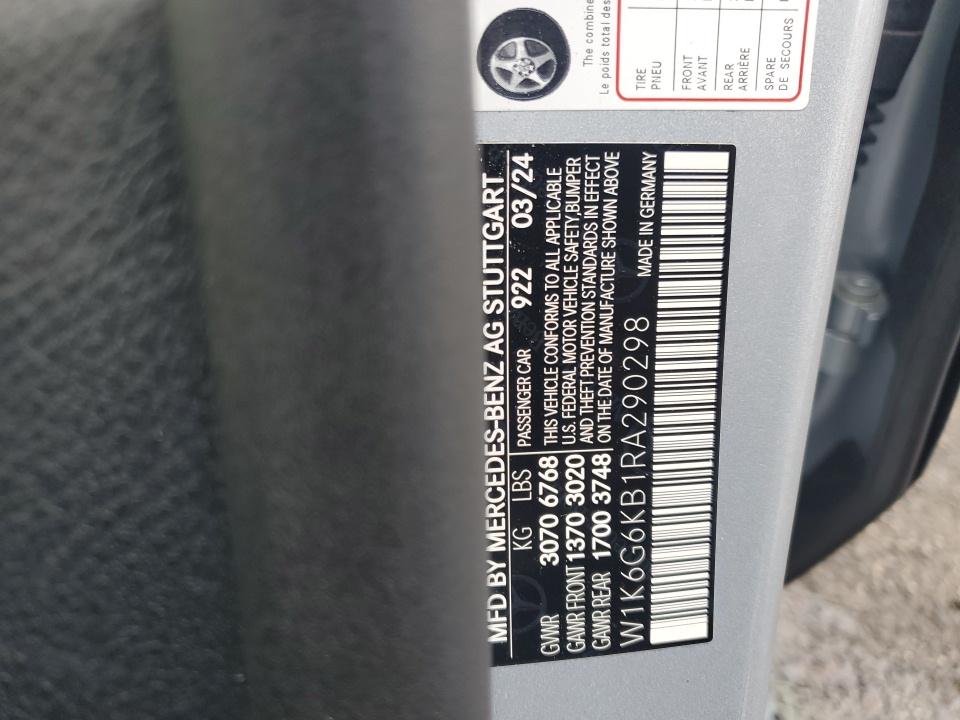 The combine
Le poids total des
TIRE
PNEU
FRONT
AVANT
REAR
ARRIÈRE
SPARE
DE SECOURS
MFD BY MERCEDES-BENZ AG STUTTGART
KG LBS PASSENGER CAR 922 03/24
GVWR 3070 6768
GAWR FRONT 1370 3020
GAWR REAR 1700 3748
THIS VEHICLE CONFORMS TO ALL APPLICABLE
U.S. FEDERAL MOTOR VEHICLE SAFETY,BUMPER
AND THEFT PREVENTION STANDARDS IN EFFECT
ON THE DATE OF MANUFACTURE SHOWN ABOVE
W1K6G6KB1RA290298 MADE IN GERMANY